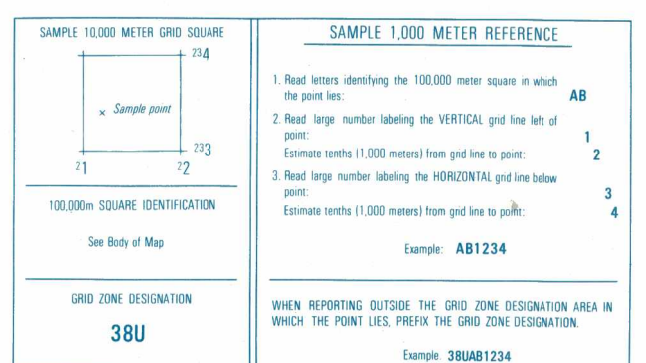 SAMPLE 10,000 METER GRID SQUARE
234
Sample point
233
21 22
100,000m SQUARE IDENTIFICATION
See Body of Map
GRID ZONE DESIGNATION
38U
SAMPLE 1,000 METER REFERENCE
1. Read letters identifying the 100,000 meter square in which
the point lies: AB
2. Read large number labeling the VERTICAL grid line left of
point: 1
Estimate tenths (1,000 meters) from grid line to point: 2
3. Read large number labeling the HORIZONTAL grid line below
point: 3
Estimate tenths (1,000 meters) from grid line to point: 4
Example: AB1234
WHEN REPORTING OUTSIDE THE GRID ZONE DESIGNATION AREA IN
WHICH THE POINT LIES, PREFIX THE GRID ZONE DESIGNATION.
Example. 38UAB1234